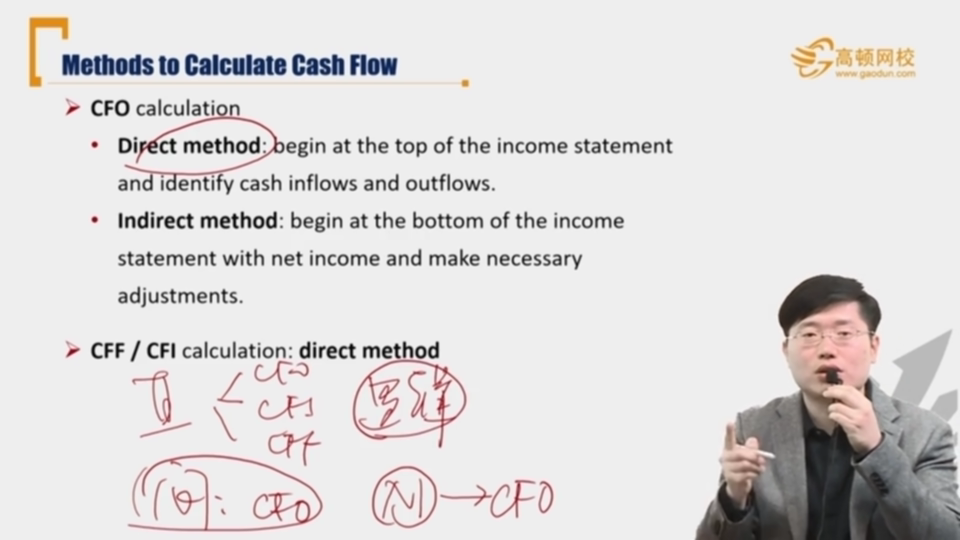 Methods to Calculate Cash Flow
高顿网校
www.gaodun.com
➤ CFO calculation
• Direct method: begin at the top of the income statement
and identify cash inflows and outflows.
• Indirect method: begin at the bottom of the income
statement with net income and make necessary
adjustments.
➤ CFF / CFI calculation: direct method
CFO
直 CFI
CFF
间: CFO NI → CFO